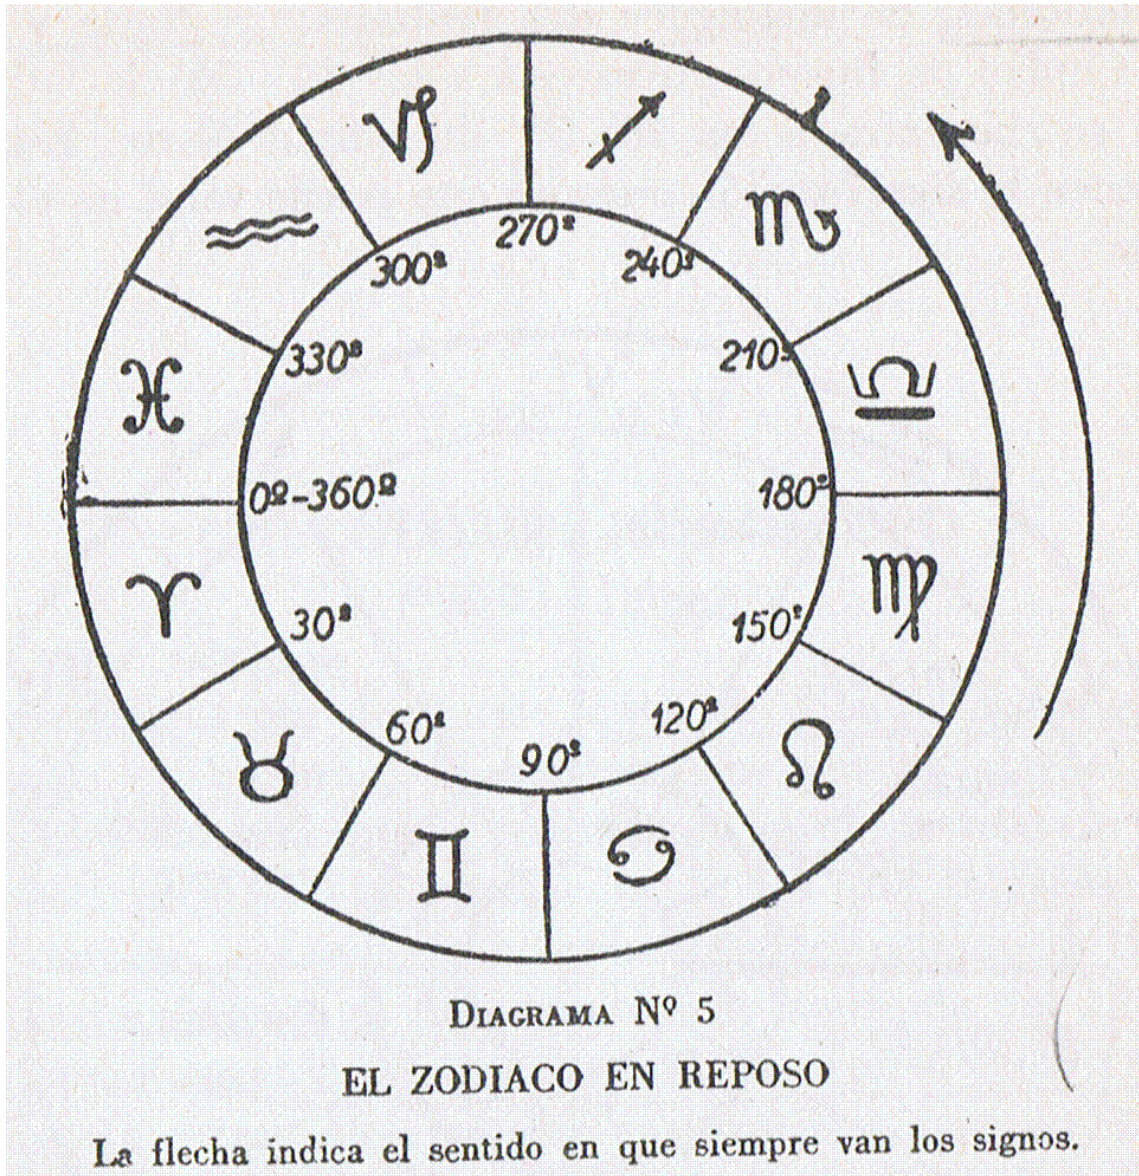 270º
300º
240º
330º
210º
0º-360º
180º
30º
150º
60º
120º
90º
DIAGRAMA Nº 5
EL ZODIACO EN REPOSO
La flecha indica el sentido en que siempre van los signos.